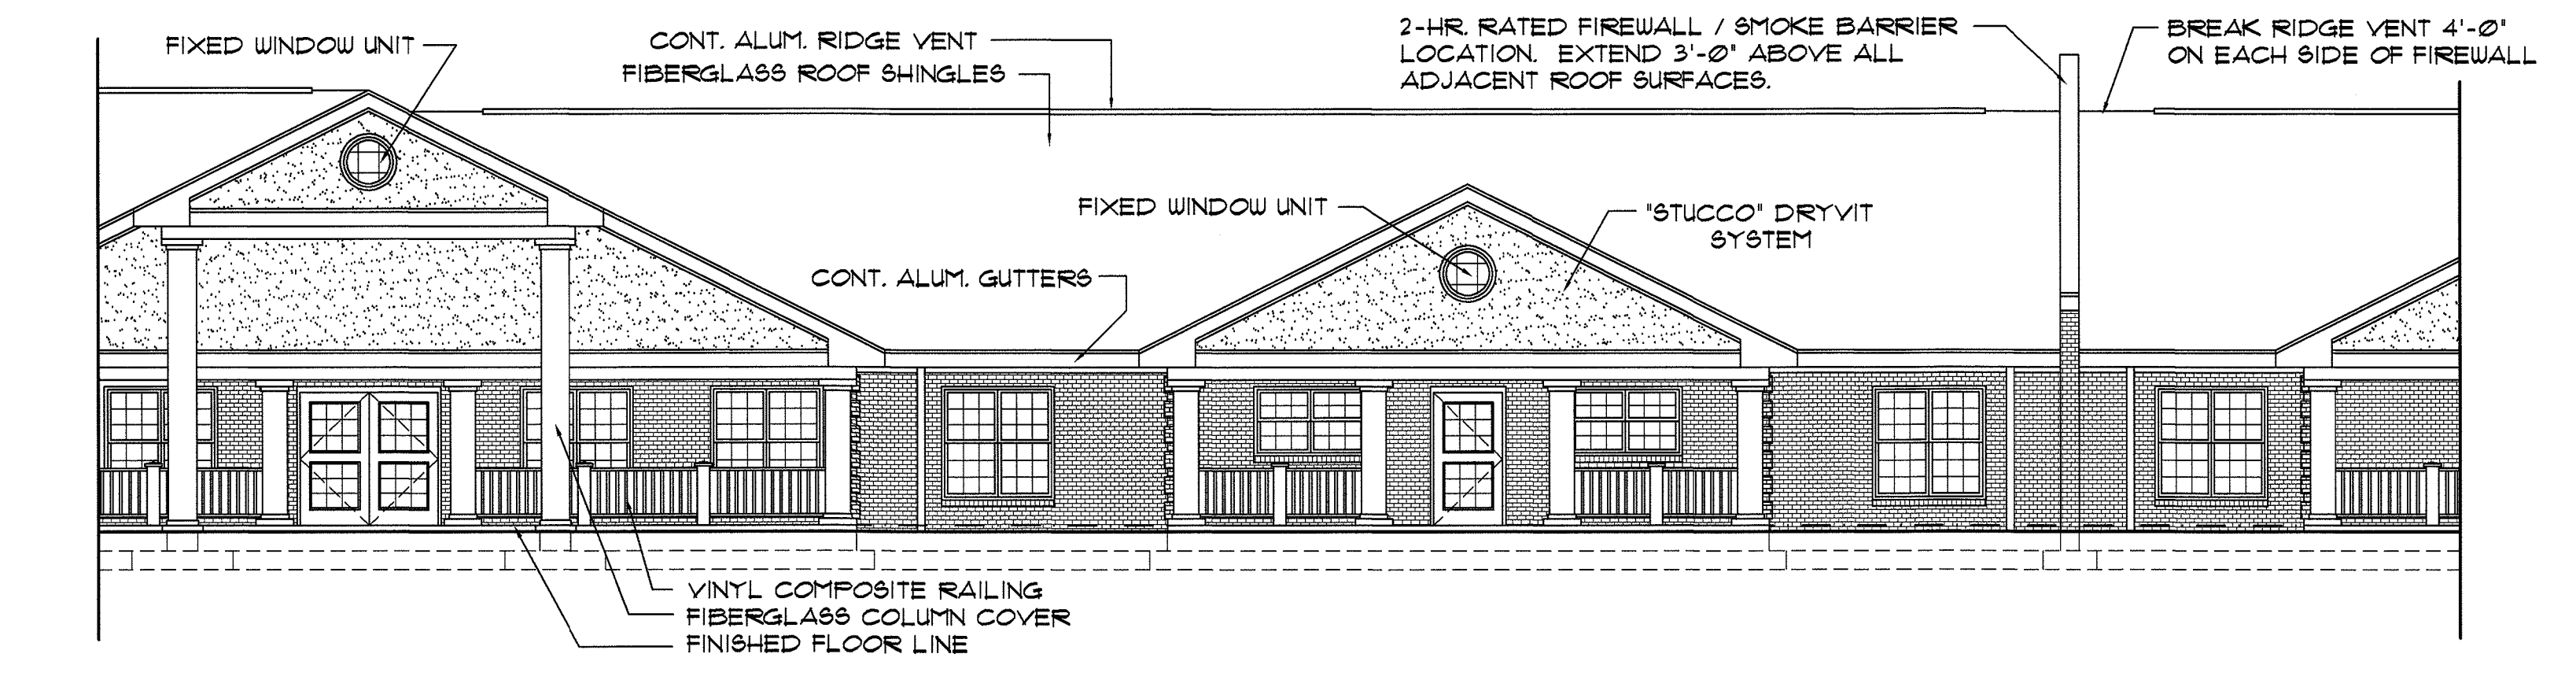 FIXED WINDOW UNIT
CONT. ALUM. RIDGE VENT
FIBERGLASS ROOF SHINGLES
2-HR. RATED FIREWALL / SMOKE BARRIER
LOCATION. EXTEND 3'-0" ABOVE ALL
ADJACENT ROOF SURFACES.
BREAK RIDGE VENT 4'-0"
ON EACH SIDE OF FIREWALL
FIXED WINDOW UNIT
"STUCCO" DRYVIT
SYSTEM
CONT. ALUM. GUTTERS
VINYL COMPOSITE RAILING
FIBERGLASS COLUMN COVER
FINISHED FLOOR LINE